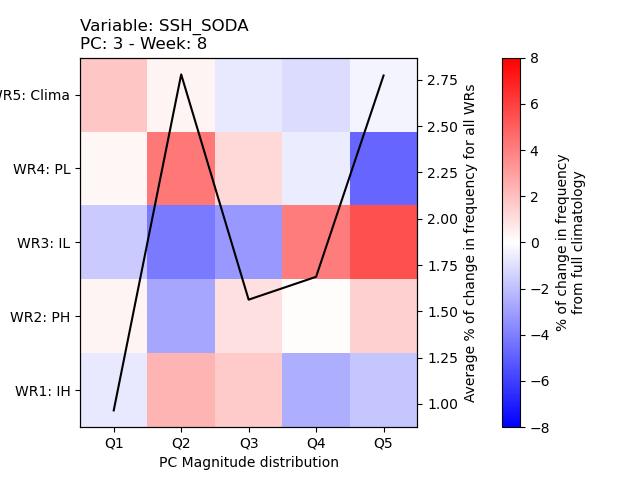 Variable: SSH_SODA
PC: 3 - Week: 8
WR5: Clima
WR4: PL
WR3: IL
WR2: PH
WR1: IH
Q1 Q2 Q3 Q4 Q5
PC Magnitude distribution
2.75
2.50
2.25
2.00
1.75
1.50
1.25
1.00
Average % of change in frequency for all WRs
8
6
4
2
0
−2
−4
−6
−8
% of change in frequency
from full climatology